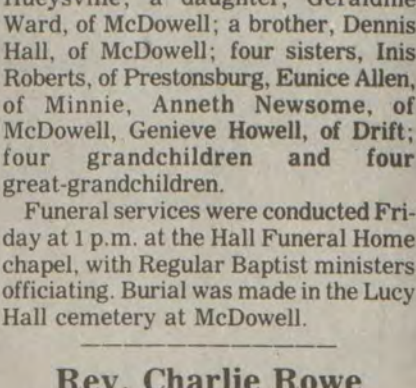 Hueysville; a daughter, Geraldine
Ward, of McDowell; a brother, Dennis
Hall, of McDowell; four sisters, Inis
Roberts, of Prestonsburg, Eunice Allen,
of Minnie, Anneth Newsome, of
McDowell, Genieve Howell, of Drift;
four grandchildren and four
great-grandchildren.
Funeral services were conducted Fri-
day at 1 p.m. at the Hall Funeral Home
chapel, with Regular Baptist ministers
officiating. Burial was made in the Lucy
Hall cemetery at McDowell.
Rev. Charlie Rowe